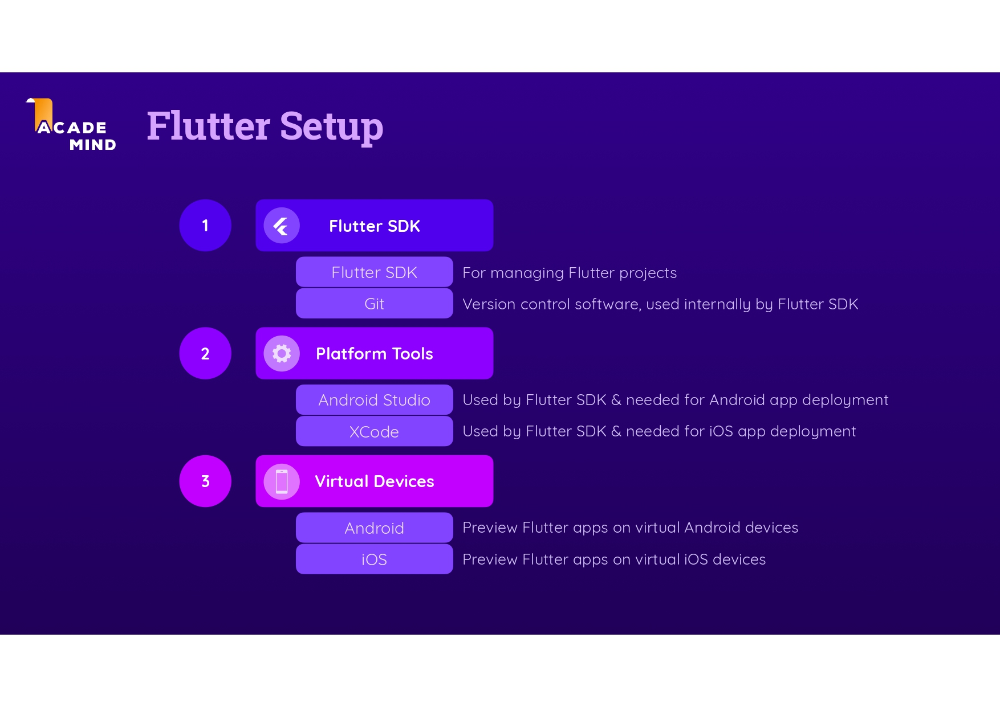 ACADE
MIND
Flutter Setup
1
Flutter SDK
Flutter SDK
For managing Flutter projects
Git
Version control software, used internally by Flutter SDK
2
Platform Tools
Android Studio
Used by Flutter SDK & needed for Android app deployment
XCode
Used by Flutter SDK & needed for iOS app deployment
3
Virtual Devices
Android
Preview Flutter apps on virtual Android devices
iOS
Preview Flutter apps on virtual iOS devices